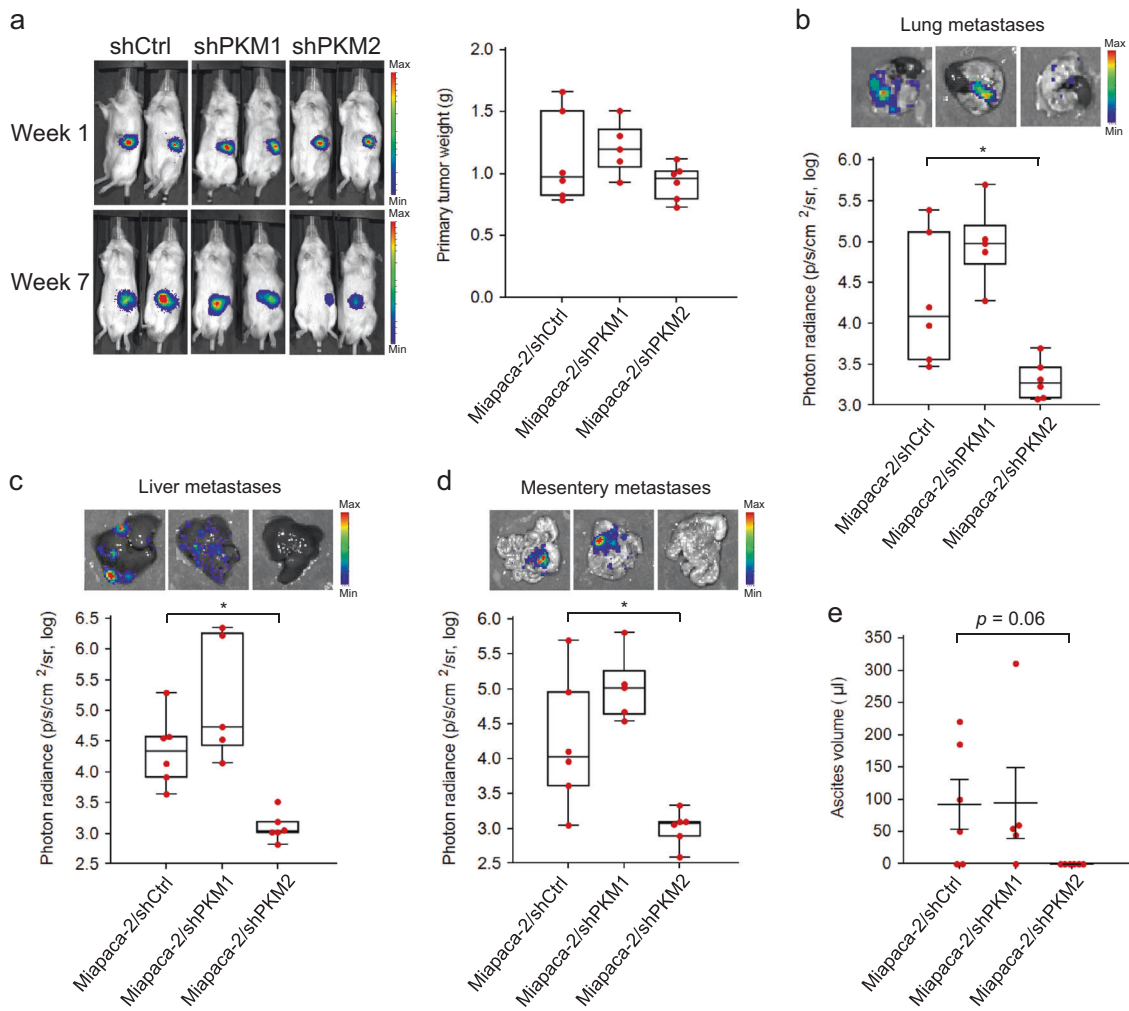 a
shCtrl shPKM1 shPKM2
Week 1
Week 7
Max
Min
Max
Min
Primary tumor weight (g)
2.0
1.5
1.0
0.5
0.0
Miapaca-2/shCtrl
Miapaca-2/shPKM1
Miapaca-2/shPKM2
b
Lung metastases
Max
Min
Photon radiance (p/s/cm 2/sr, log)
6.0
5.5
5.0
4.5
4.0
3.5
3.0
*
Miapaca-2/shCtrl
Miapaca-2/shPKM1
Miapaca-2/shPKM2
c
Liver metastases
Max
Min
Photon radiance (p/s/cm 2/sr, log)
6.5
6.0
5.5
5.0
4.5
4.0
3.5
3.0
2.5
*
Miapaca-2/shCtrl
Miapaca-2/shPKM1
Miapaca-2/shPKM2
d
Mesentery metastases
Max
Min
Photon radiance (p/s/cm 2/sr, log)
6.0
5.5
5.0
4.5
4.0
3.5
3.0
2.5
*
Miapaca-2/shCtrl
Miapaca-2/shPKM1
Miapaca-2/shPKM2
e
p = 0.06
Ascites volume ( µl)
350
300
250
200
150
100
50
0
Miapaca-2/shCtrl
Miapaca-2/shPKM1
Miapaca-2/shPKM2